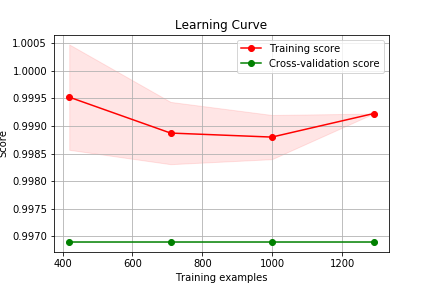 Learning Curve
1.0005
1.0000
0.9995
0.9990
0.9985
0.9980
0.9975
0.9970
Score
Training score
Cross-validation score
400
600
800
1000
1200
Training examples